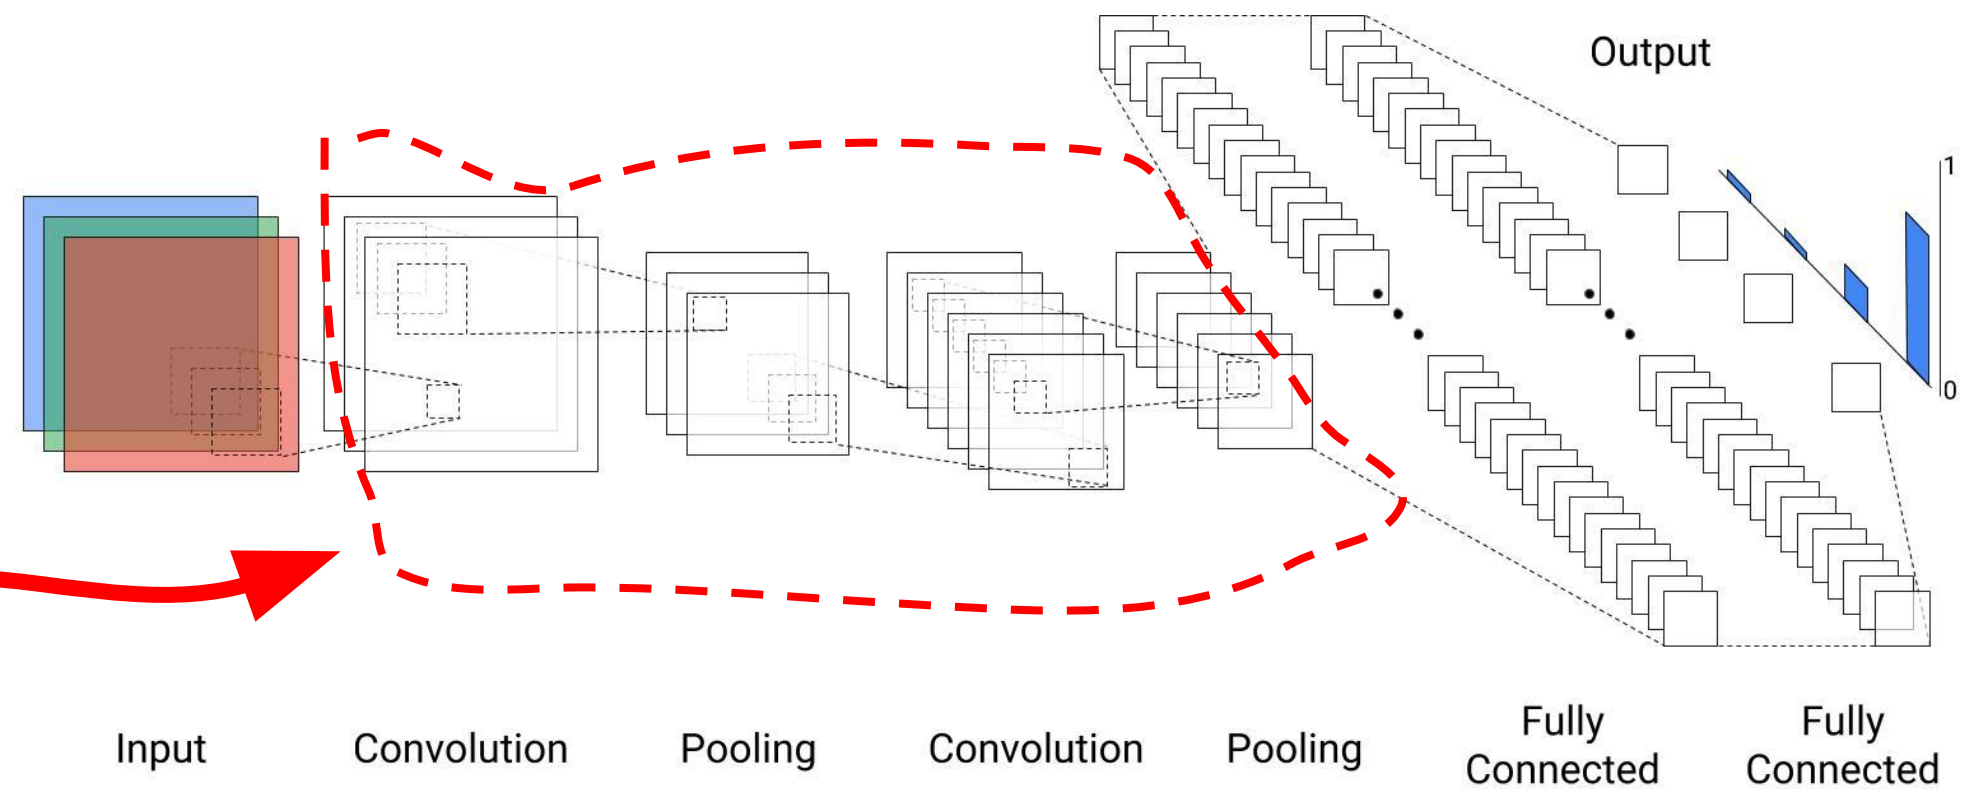 Output
1
0
Input
Convolution
Pooling
Convolution
Pooling
Fully
Connected
Fully
Connected